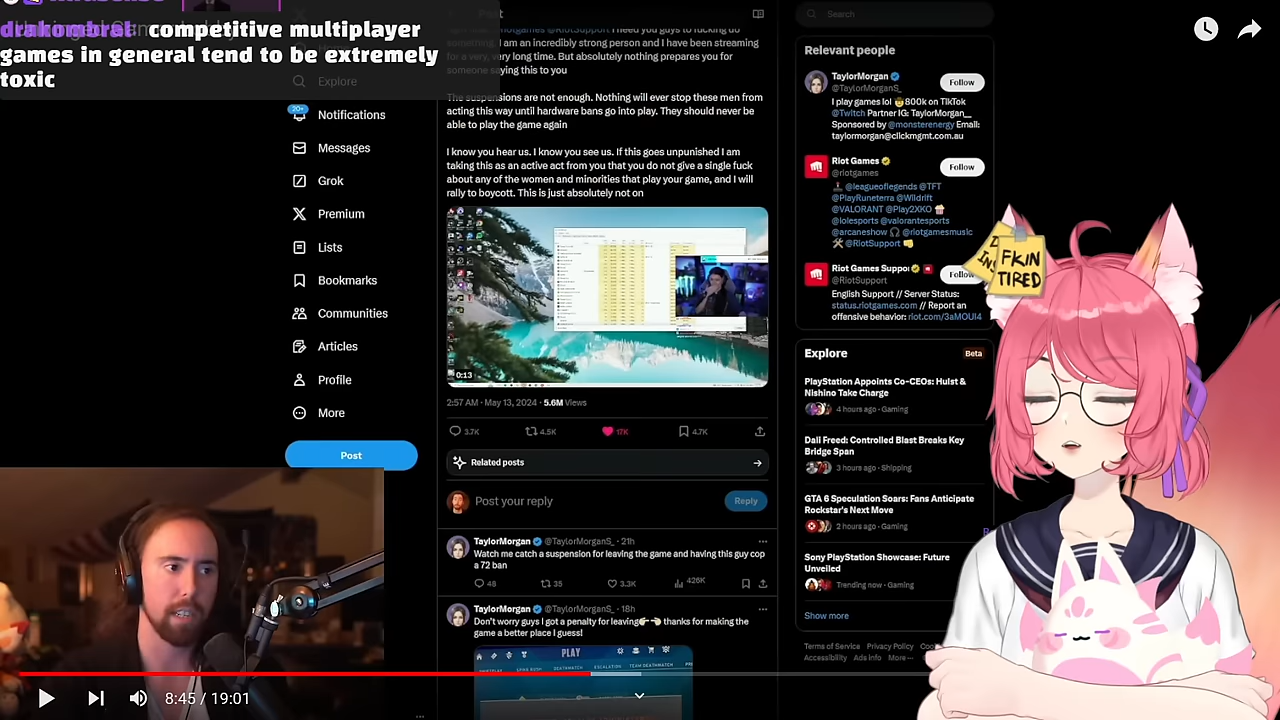 drakombral: competitive multiplayer
games in general tend to be extremely
toxic
Post
Search
Explore
20+
Notifications
Messages
Grok
Premium
Lists
Bookmarks
Communities
Articles
Profile
More
Post
I am an incredibly strong person and I have been streaming
for a very, very long time. But absolutely nothing prepares you for
someone saying this to you
The suspensions are not enough. Nothing will ever stop these men from
acting this way until hardware bans go into play. They should never be
able to play the game again
I know you hear us. I know you see us. If this goes unpunished I am
taking this as an active act from you that you do not give a single fuck
about any of the women and minorities that play your game, and I will
rally to boycott. This is just absolutely not on
0:13
2:57 AM · May 13, 2024 · 5.6M Views
3.7K 4.5K 17K 4.7K
Related posts
Post your reply
Reply
TaylorMorgan @TaylorMorganS_ · 21h
Watch me catch a suspension for leaving the game and having this guy cop
a 72 ban
46 35 3.3K 426K
TaylorMorgan @TaylorMorganS_ · 18h
Don't worry guys I got a penalty for leaving thanks for making the
game a better place I guess!
PLAY
DEATHMATCH ESCALATION TEAM DEATHMATCH
Relevant people
TaylorMorgan
@TaylorMorganS_
Follow
I play games lol 800k on TikTok
@Twitch Partner IG: TaylorMorgan__
Sponsored by @monsterenergy Email:
taylormorgan@clickmgmt.com.au
Riot Games
@riotgames
Follow
@leagueoflegends @TFT
@PlayRuneterra @Wildrift
@VALORANT @Play2XKO
@lolesports @valorantesports
@arcaneshow @riotgamesmusic
@RiotSupport
Riot Games Suppor
@RiotSupport
Follow
English Support // Server Status:
status.riotgames.com // Report an
offensive behavior: riot.com/3aMOUI4
Explore
Beta
PlayStation Appoints Co-CEOs: Hulst &
Nishino Take Charge
4 hours ago · Gaming
Dali Freed: Controlled Blast Breaks Key
Bridge Span
3 hours ago · Shipping
GTA 6 Speculation Soars: Fans Anticipate
Rockstar's Next Move
2 hours ago · Gaming
Sony PlayStation Showcase: Future
Unveiled
Trending now · Gaming
Show more
Terms of Service Privacy Policy
Accessibility Ads info More
FKIN
TIRED
8:45 / 19:01